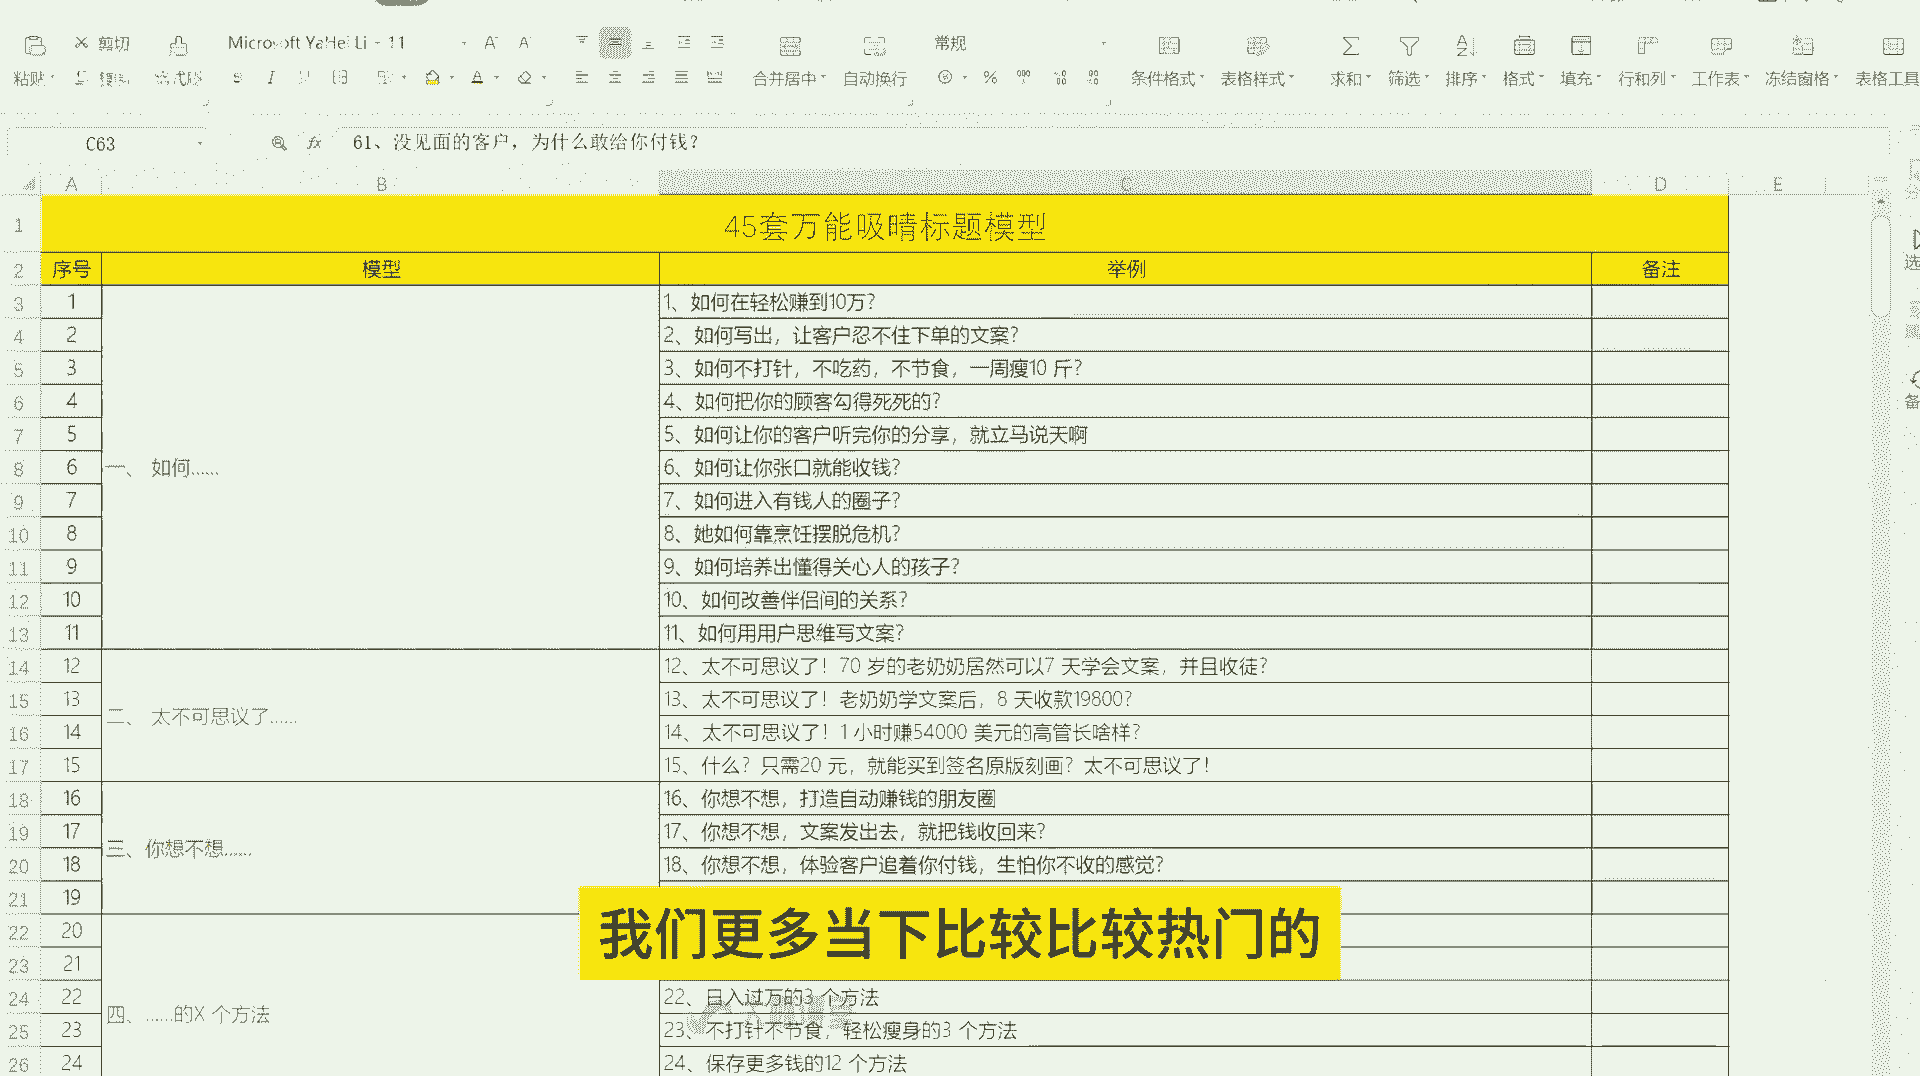 剪切
Microsoft YaHei Li - 11
A A
常规
粘贴
合并居中 自动换行
% 
条件格式 表格样式
求和 筛选 排序 格式 填充 行和列 工作表 冻结窗格 表格工具
C63
fx 61、没见面的客户，为什么敢给你付钱？
A B C D E
1 45套万能吸睛标题模型
2 序号 模型 举例 备注
3 1 1、如何在轻松赚到10万？
4 2 2、如何写出，让客户忍不住下单的文案？
5 3 3、如何不打针，不吃药，不节食，一周瘦10 斤？
6 4 4、如何把你的顾客勾得死死的？
7 5 5、如何让你的客户听完你的分享，就立马说天啊
8 6 一、 如何…… 6、如何让你张口就能收钱？
9 7 7、如何进入有钱人的圈子？
10 8 8、她如何靠烹饪摆脱危机？
11 9 9、如何培养出懂得关心人的孩子？
12 10 10、如何改善伴侣间的关系？
13 11 11、如何用用户思维写文案？
14 12 12、太不可思议了！70 岁的老奶奶居然可以7 天学会文案，并且收徒？
15 13 二、 太不可思议了…… 13、太不可思议了！老奶奶学文案后，8 天收款19800？
16 14 14、太不可思议了！1 小时赚54000 美元的高管长啥样？
17 15 15、什么？只需20 元，就能买到签名原版刻画？太不可思议了！
18 16 16、你想不想，打造自动赚钱的朋友圈
19 17 三、你想不想…… 17、你想不想，文案发出去，就把钱收回来？
20 18 18、你想不想，体验客户追着你付钱，生怕你不收的感觉？
21 19
22 20
我们更多当下比较比较热门的
23 21
24 22 四、……的X 个方法 22、日入过万的3 个方法
25 23 23、不打针不节食，轻松瘦身的3 个方法
26 24 24、保存更多钱的12 个方法